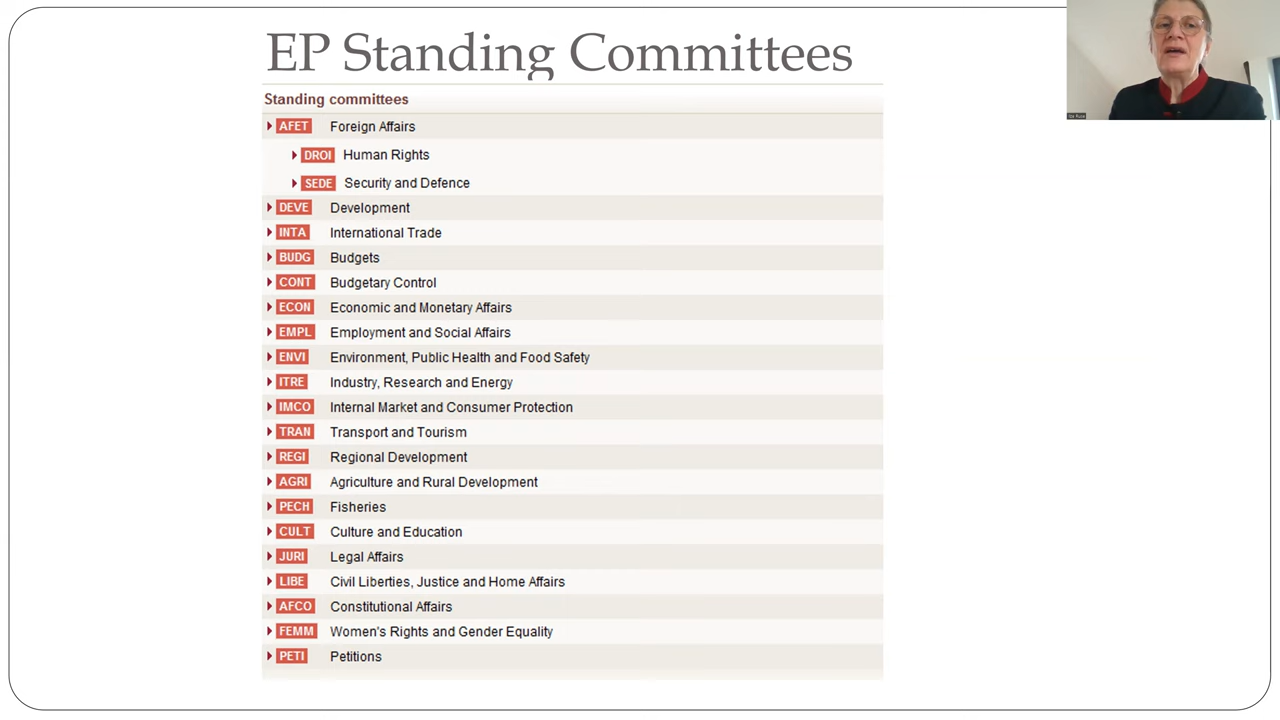 EP Standing Committees
Standing committees
AFET Foreign Affairs
DROI Human Rights
SEDE Security and Defence
DEVE Development
INTA International Trade
BUDG Budgets
CONT Budgetary Control
ECON Economic and Monetary Affairs
EMPL Employment and Social Affairs
ENVI Environment, Public Health and Food Safety
ITRE Industry, Research and Energy
IMCO Internal Market and Consumer Protection
TRAN Transport and Tourism
REGI Regional Development
AGRI Agriculture and Rural Development
PECH Fisheries
CULT Culture and Education
JURI Legal Affairs
LIBE Civil Liberties, Justice and Home Affairs
AFCO Constitutional Affairs
FEMM Women's Rights and Gender Equality
PETI Petitions